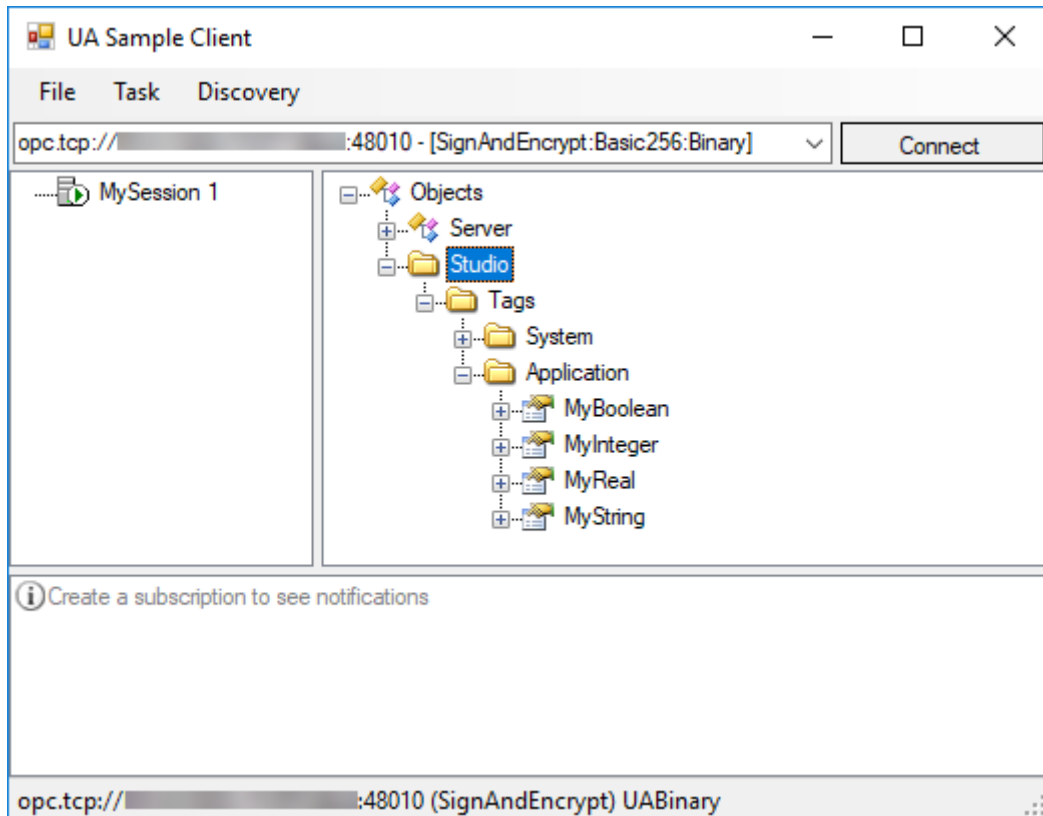 UA Sample Client
File Task Discovery
opc.tcp:// :48010 - [SignAndEncrypt:Basic256:Binary] Connect
MySession 1
Objects
Server
Studio
Tags
System
Application
MyBoolean
MyInteger
MyReal
MyString
Create a subscription to see notifications
opc.tcp:// :48010 (SignAndEncrypt) UABinary